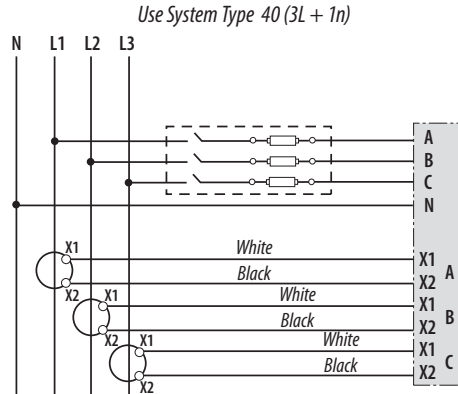 Use System Type 40 (3L + 1n)
N L1 L2 L3
A
B
C
N
X1 White X1
A
Black X2
X2 X1 White X1
B
Black X2
X2 X1 White X1
Black X2 C
X2